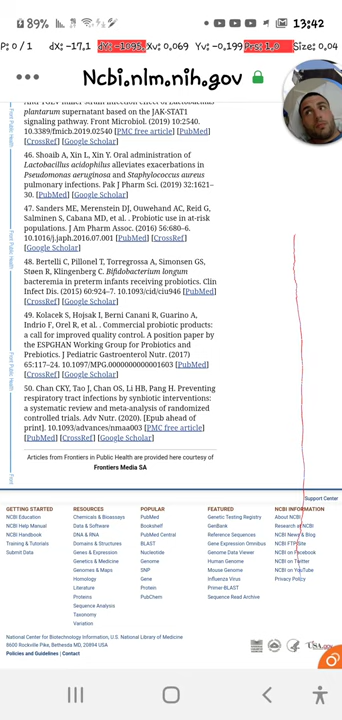 89% 13:42
P: 0 / 1 dX: -17.1 dY: -1095. Xv: 0.069 Yv: -0.199 Prs: 1.0 Size: 0.04
Ncbi.nlm.nih.gov
plantarum supernatant based on the JAK-STAT1
signaling pathway. Front Microbiol. (2019) 10:2540.
10.3389/fmicb.2019.02540 [PMC free article] [PubMed]
[CrossRef] [Google Scholar]
46. Shoaib A, Xin L, Xin Y. Oral administration of
Lactobacillus acidophilus alleviates exacerbations in
Pseudomonas aeruginosa and Staphylococcus aureus
pulmonary infections. Pak J Pharm Sci. (2019) 32:1621–
30. [PubMed] [Google Scholar]
47. Sanders ME, Merenstein DJ, Ouwehand AC, Reid G,
Salminen S, Cabana MD, et al. . Probiotic use in at-risk
populations. J Am Pharm Assoc. (2016) 56:680–6.
10.1016/j.japh.2016.07.001 [PubMed] [CrossRef]
[Google Scholar]
48. Bertelli C, Pillonel T, Torregrossa A, Simonsen GS,
Støen R, Klingenberg C. Bifidobacterium longum
bacteremia in preterm infants receiving probiotics. Clin
Infect Dis. (2015) 60:924–7. 10.1093/cid/ciu946 [PubMed]
[CrossRef] [Google Scholar]
49. Kolacek S, Hojsak I, Berni Canani R, Guarino A,
Indrio F, Orel R, et al. . Commercial probiotic products:
a call for improved quality control. A position paper by
the ESPGHAN Working Group for Probiotics and
Prebiotics. J Pediatric Gastroenterol Nutr. (2017)
65:117–24. 10.1097/MPG.0000000000001603 [PubMed]
[CrossRef] [Google Scholar]
50. Chan CKY, Tao J, Chan OS, Li HB, Pang H. Preventing
respiratory tract infections by synbiotic interventions:
a systematic review and meta-analysis of randomized
controlled trials. Adv Nutr. (2020). [Epub ahead of
print]. 10.1093/advances/nmaa003 [PMC free article]
[PubMed] [CrossRef] [Google Scholar]
Articles from Frontiers in Public Health are provided here courtesy of
Frontiers Media SA
Front Public Health
Front Public Health
Front Public Health
Front Public Health
Front
Support Center
GETTING STARTED
NCBI Education
NCBI Help Manual
NCBI Handbook
Training & Tutorials
Submit Data
RESOURCES
Chemicals & Bioassays
Data & Software
DNA & RNA
Domains & Structures
Genes & Expression
Genetics & Medicine
Genomes & Maps
Homology
Literature
Proteins
Sequence Analysis
Taxonomy
Variation
POPULAR
PubMed
Bookshelf
PubMed Central
BLAST
Nucleotide
Genome
SNP
Gene
Protein
PubChem
FEATURED
Genetic Testing Registry
GenBank
Reference Sequences
Gene Expression Omnibus
Genome Data Viewer
Human Genome
Mouse Genome
Influenza Virus
Primer-BLAST
Sequence Read Archive
NCBI INFORMATION
About NCBI
Research at NCBI
NCBI News & Blog
NCBI FTP Site
NCBI on Facebook
NCBI on Twitter
NCBI on YouTube
Privacy Policy
National Center for Biotechnology Information, U.S. National Library of Medicine
8600 Rockville Pike, Bethesda MD, 20894 USA
Policies and Guidelines | Contact
USA.gov